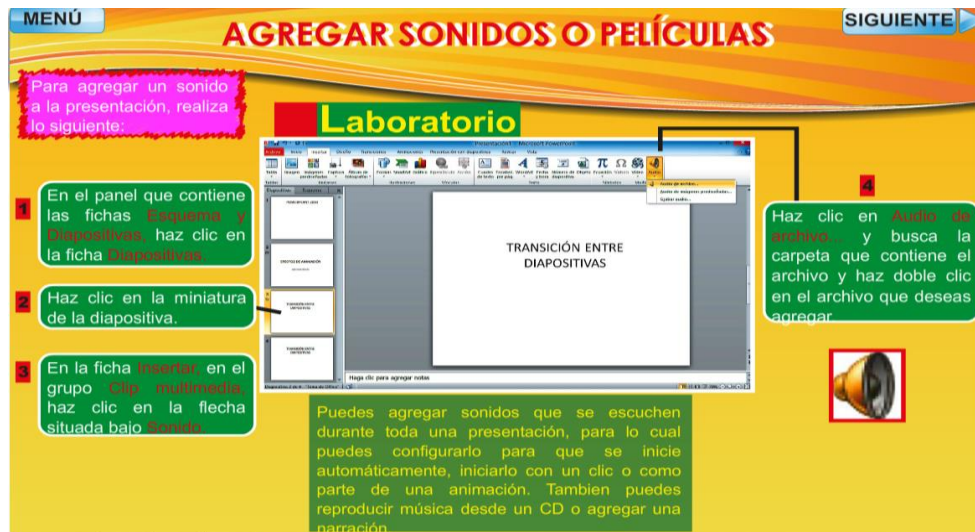 MENÚ
SIGUIENTE
AGREGAR SONIDOS O PELÍCULAS
Para agregar un sonido
a la presentación, realiza
lo siguiente:
Laboratorio
1
En el panel que contiene
las fichas Esquema y
Diapositivas, haz clic en
la ficha Diapositivas.
2
Haz clic en la miniatura
de la diapositiva.
3
En la ficha Insertar, en el
grupo Clip multimedia,
haz clic en la flecha
situada bajo Sonido.
TRANSICIÓN ENTRE
DIAPOSITIVAS
Haga clic para agregar notas
4
Haz clic en Audio de
archivo... y busca la
carpeta que contiene el
archivo y haz doble clic
en el archivo que deseas
agregar
Puedes agregar sonidos que se escuchen
durante toda una presentación, para lo cual
puedes configurarlo para que se inicie
automáticamente, iniciarlo con un clic o como
parte de una animación. Tambien puedes
reproducir música desde un CD o agregar una
narración